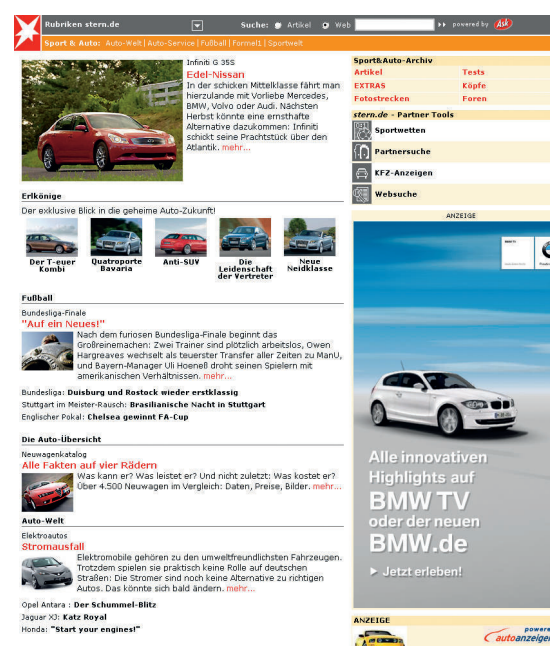 Rubriken stern.de
Suche: Artikel Web
powered by Ask
Sport & Auto: Auto-Welt | Auto-Service | Fußball | Formel1 | Sportwelt
Infiniti G 35S
Edel-Nissan
In der schicken Mittelklasse fährt man
hierzulande mit Vorliebe Mercedes,
BMW, Volvo oder Audi. Nächsten
Herbst könnte eine ernsthafte
Alternative dazukommen: Infiniti
schickt seine Prachtstück über den
Atlantik. mehr...
Erlkönige
Der exklusive Blick in die geheime Auto-Zukunft!
Der T-euer
Kombi
Quatroporte
Bavaria
Anti-SUV
Die
Leidenschaft
der Vertreter
Neue
Neidklasse
Fußball
Bundesliga-Finale
"Auf ein Neues!"
Nach dem furiosen Bundesliga-Finale beginnt das
Großreinemachen: Zwei Trainer sind plötzlich arbeitslos, Owen
Hargreaves wechselt als teuerster Transfer aller Zeiten zu ManU,
und Bayern-Manager Uli Hoeneß droht seinen Spielern mit
amerikanischen Verhältnissen. mehr...
Bundesliga: Duisburg und Rostock wieder erstklassig
Stuttgart im Meister-Rausch: Brasilianische Nacht in Stuttgart
Englischer Pokal: Chelsea gewinnt FA-Cup
Die Auto-Übersicht
Neuwagenkatalog
Alle Fakten auf vier Rädern
Was kann er? Was leistet er? Und nicht zuletzt: Was kostet er?
Über 4.500 Neuwagen im Vergleich: Daten, Preise, Bilder. mehr...
Auto-Welt
Elektroautos
Stromausfall
Elektromobile gehören zu den umweltfreundlichsten Fahrzeugen.
Trotzdem spielen sie praktisch keine Rolle auf deutschen
Straßen: Die Stromer sind noch keine Alternative zu richtigen
Autos. Das könnte sich bald ändern. mehr...
Opel Antara : Der Schummel-Blitz
Jaguar XJ: Katz Royal
Honda: "Start your engines!"
Sport&Auto-Archiv
Artikel Tests
EXTRAS Köpfe
Fotostrecken Foren
stern.de - Partner Tools
Sportwetten
Partnersuche
KFZ-Anzeigen
Websuche
ANZEIGE
Alle innovativen
Highlights auf
BMW TV
oder der neuen
BMW.de
Jetzt erleben!
ANZEIGE
powere
autoanzeige